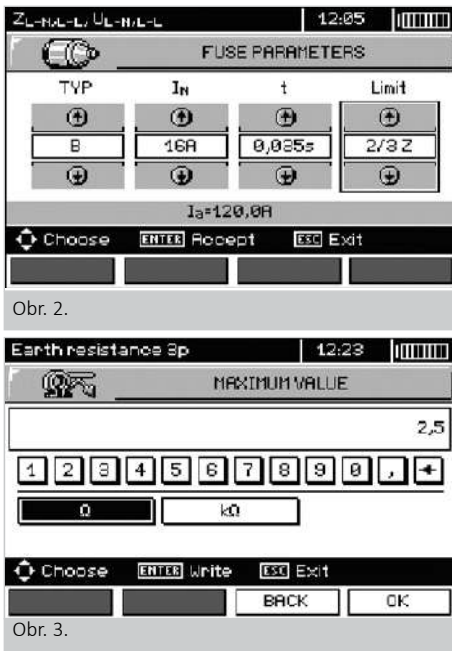 ZL-N/L-L, UL-N/L-L 12:05
FUSE PARAMETERS
TYP IN t Limit
B 16A 0,035s 2/3 Z
Ia=120,0A
Choose ENTER Accept ESC Exit
Obr. 2.
Earth resistance 3p 12:23
MAXIMUM VALUE
2,5
1 2 3 4 5 6 7 8 9 0 ,
Ω kΩ
Choose ENTER Write ESC Exit
BACK OK
Obr. 3.